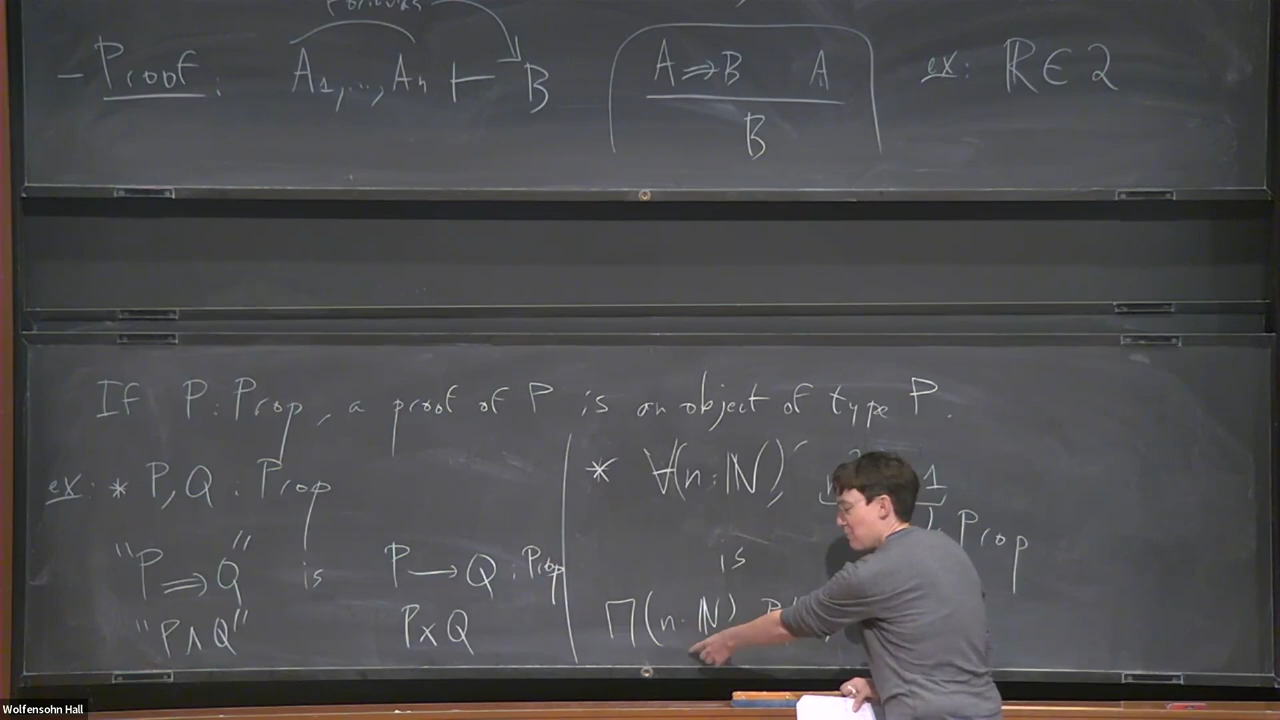 - Proof: A₁,..,Aₙ ⊢ B
A ⇒ B A
B
ex: ℝ ∈ 2
If P : Prop, a proof of P is an object of type P.
ex: * P, Q : Prop
"P ⇒ Q" is P → Q : Prop
"P ∧ Q" P × Q
* ∀(n : ℕ), 1
Prop
is
Π(n : ℕ)
Wolfensohn Hall